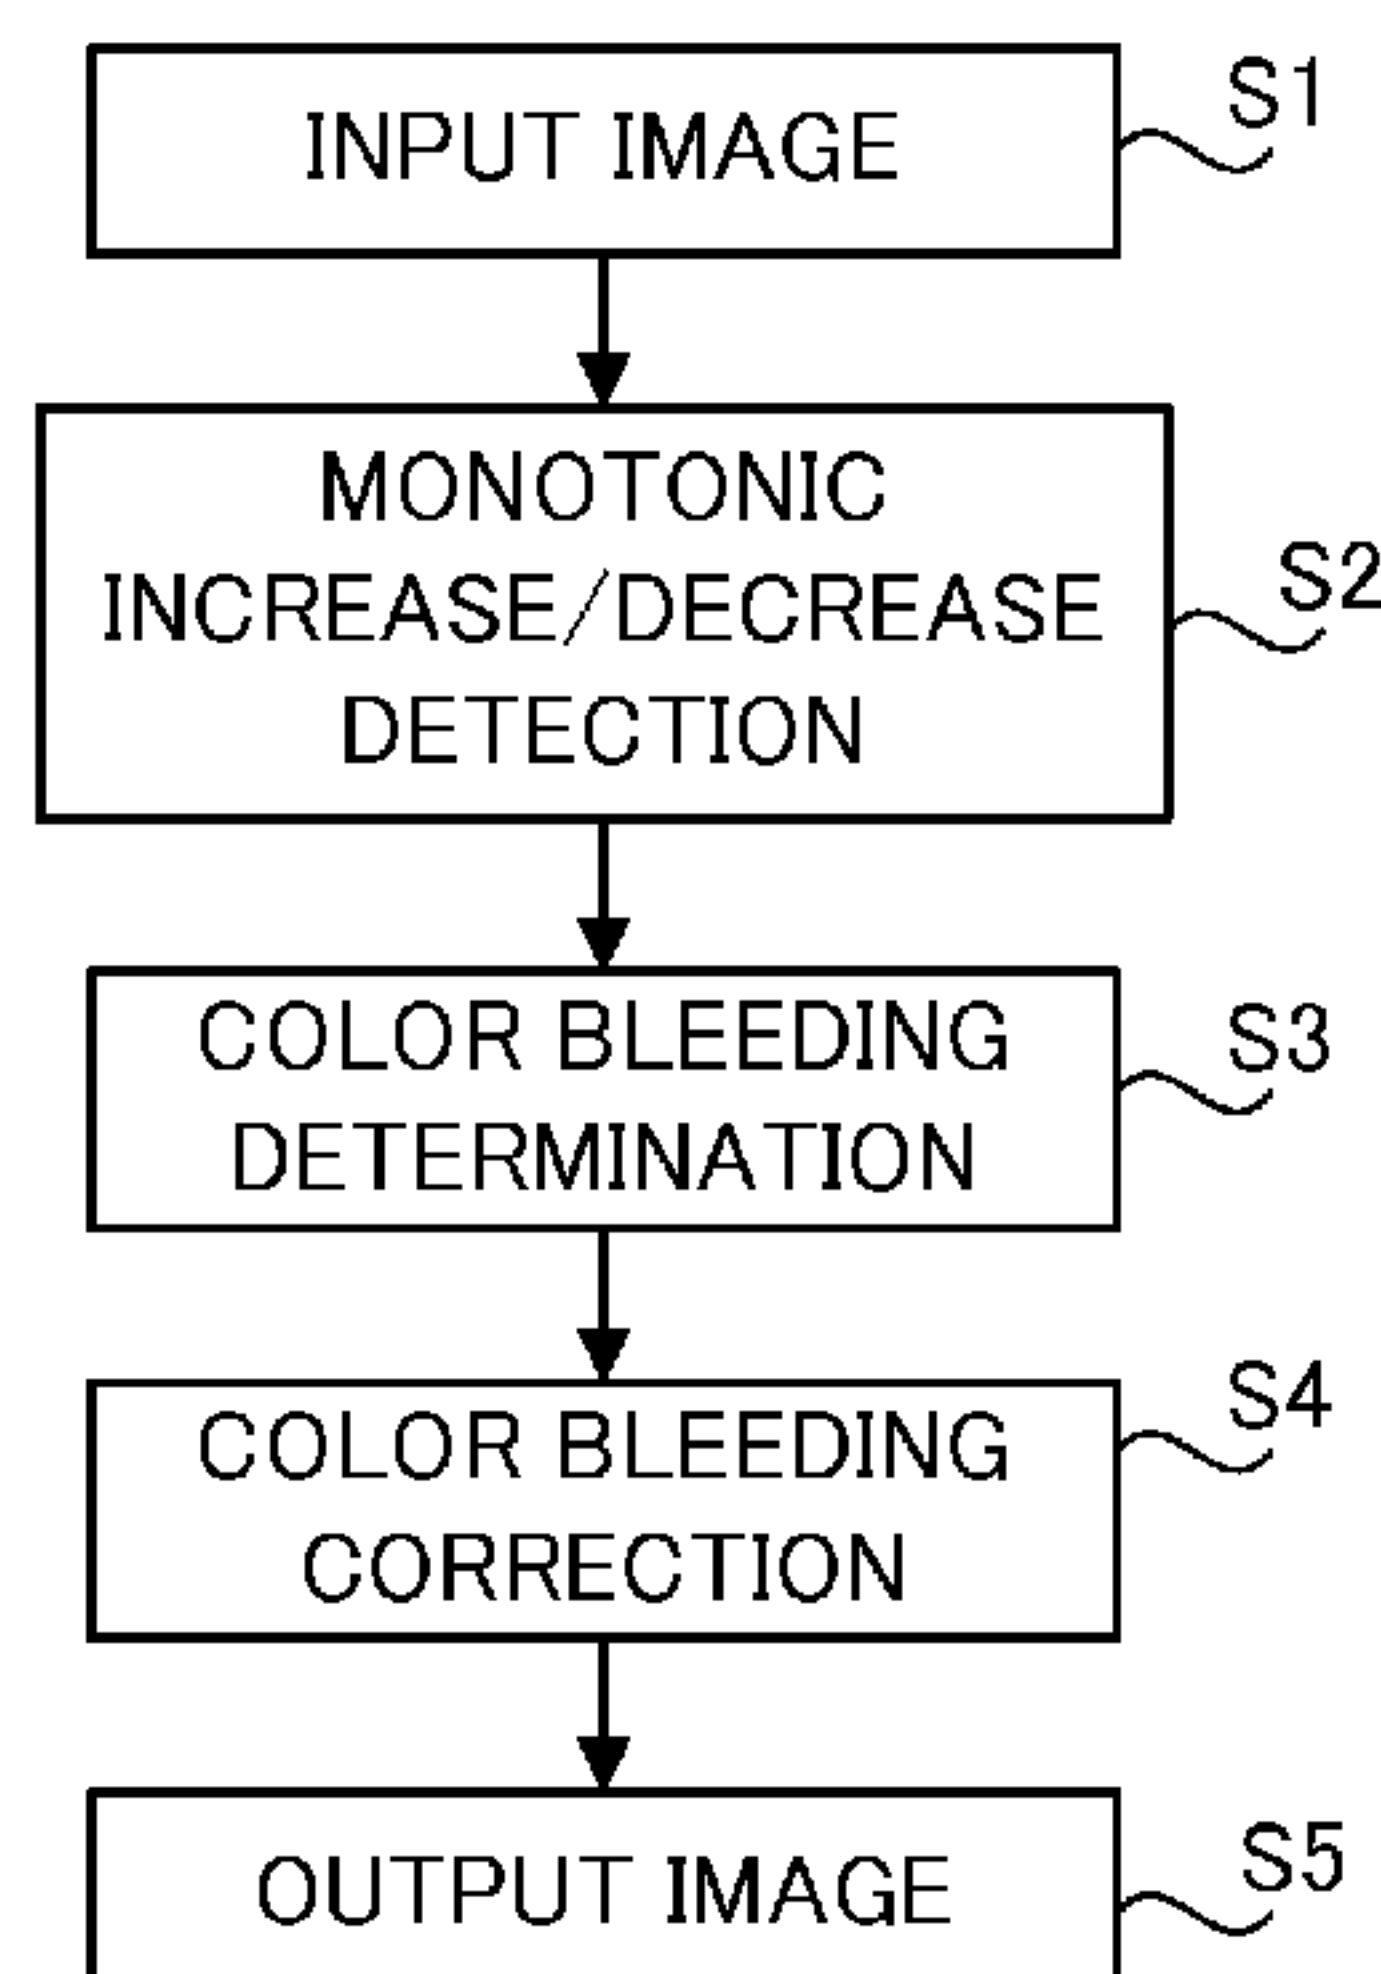 INPUT IMAGE
S1
MONOTONIC
INCREASE/DECREASE
DETECTION
S2
COLOR BLEEDING
DETERMINATION
S3
COLOR BLEEDING
CORRECTION
S4
OUTPUT IMAGE
S5